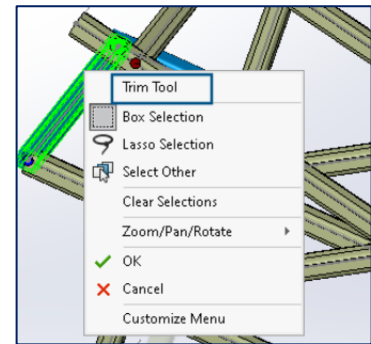 Trim Tool
Box Selection
Lasso Selection
Select Other
Clear Selections
Zoom/Pan/Rotate
OK
Cancel
Customize Menu